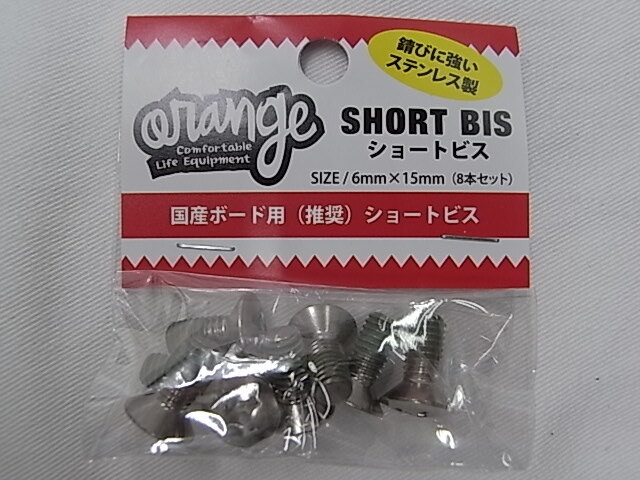 錆びに強い
ステンレス製
orange
Comfortable
Life Equipment
SHORT BIS
ショートビス
SIZE / 6mm×15mm（8本セット）
国産ボード用（推奨）ショートビス